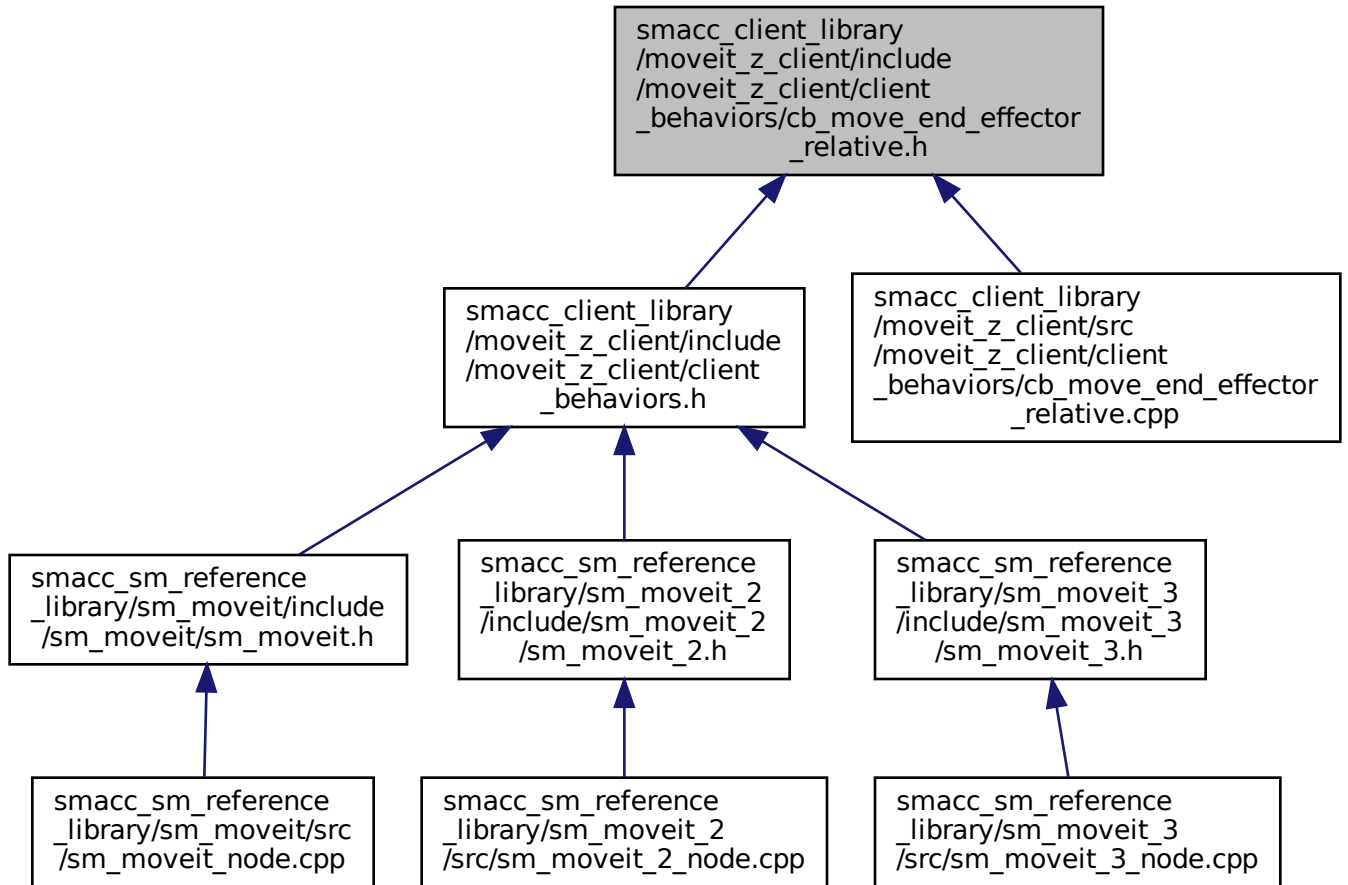 smacc_client_library
/moveit_z_client/include
/moveit_z_client/client
_behaviors/cb_move_end_effector
_relative.h
smacc_client_library
/moveit_z_client/include
/moveit_z_client/client
_behaviors.h
smacc_client_library
/moveit_z_client/src
/moveit_z_client/client
_behaviors/cb_move_end_effector
_relative.cpp
smacc_sm_reference
_library/sm_moveit/include
/sm_moveit/sm_moveit.h
smacc_sm_reference
_library/sm_moveit_2
/include/sm_moveit_2
/sm_moveit_2.h
smacc_sm_reference
_library/sm_moveit_3
/include/sm_moveit_3
/sm_moveit_3.h
smacc_sm_reference
_library/sm_moveit/src
/sm_moveit_node.cpp
smacc_sm_reference
_library/sm_moveit_2
/src/sm_moveit_2_node.cpp
smacc_sm_reference
_library/sm_moveit_3
/src/sm_moveit_3_node.cpp